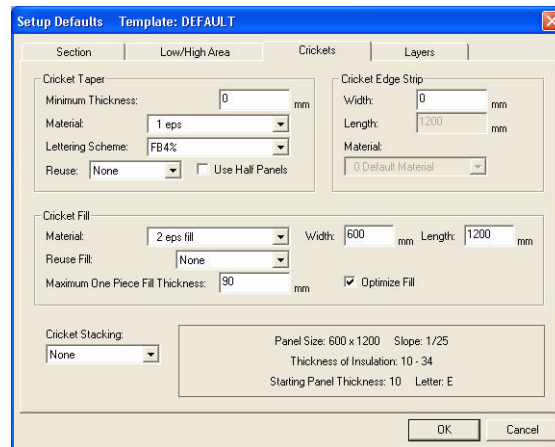 Setup Defaults    Template: DEFAULT
Section    Low/High Area    Crickets    Layers
Cricket Taper
Minimum Thickness: 0 mm
Material: 1 eps
Lettering Scheme: FB4%
Reuse: None    Use Half Panels
Cricket Edge Strip
Width: 0 mm
Length: 1200 mm
Material:
0 Default Material
Cricket Fill
Material: 2 eps fill    Width: 600 mm    Length: 1200 mm
Reuse Fill: None
Maximum One Piece Fill Thickness: 90 mm    Optimize Fill
Cricket Stacking:
None
Panel Size: 600 x 1200    Slope: 1/25
Thickness of Insulation: 10 - 34
Starting Panel Thickness: 10    Letter: E
OK    Cancel